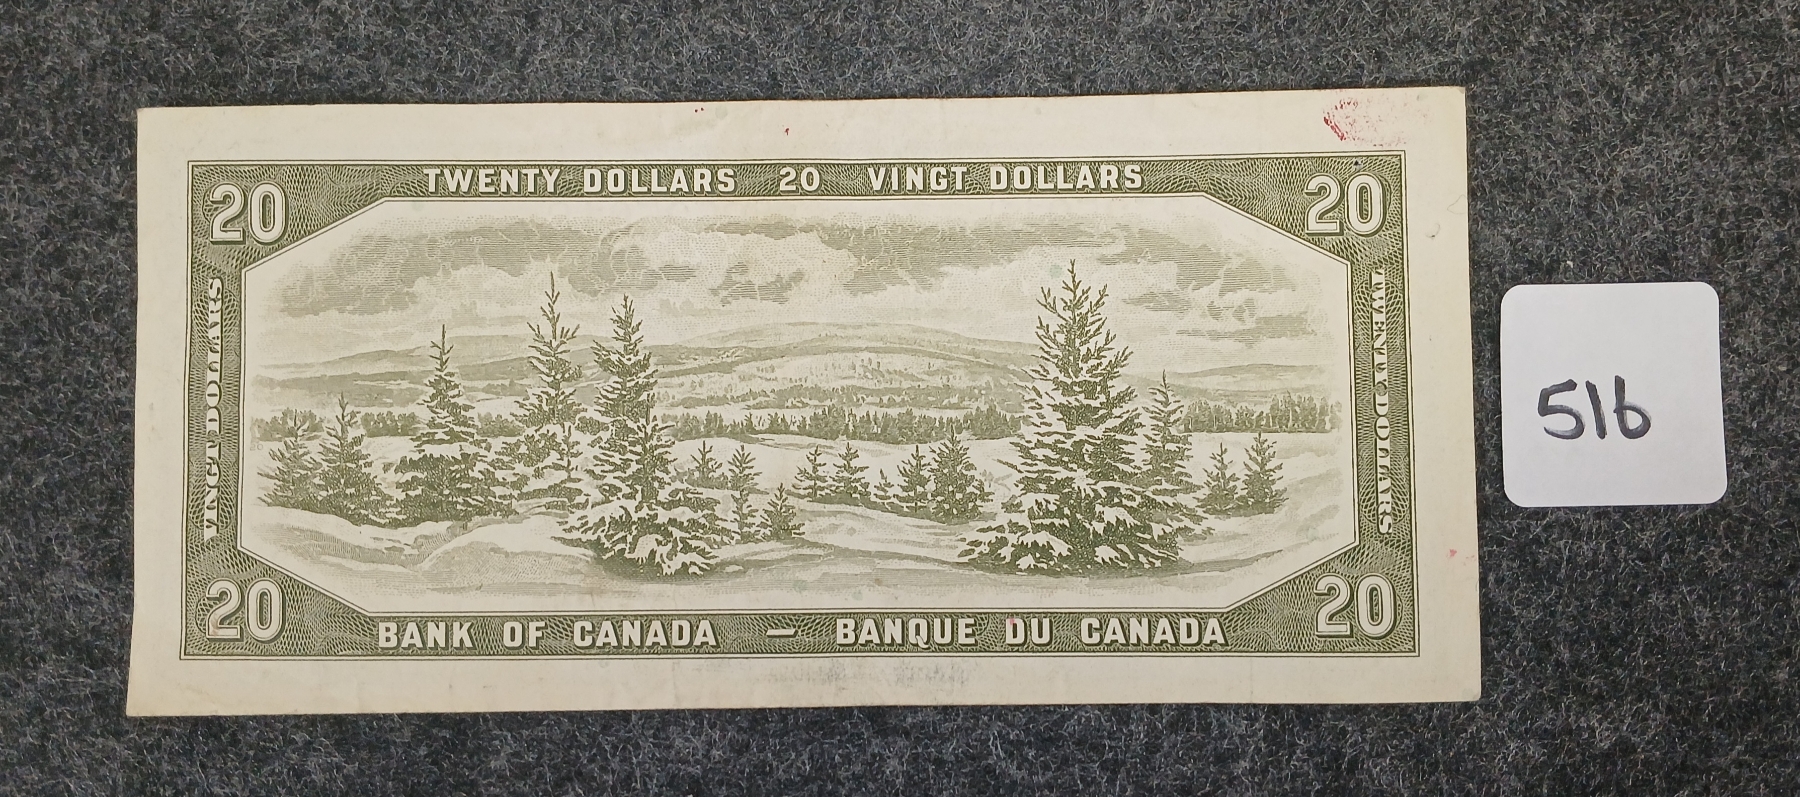 TWENTY DOLLARS 20 VINGT DOLLARS
20
20
VINGT DOLLARS
TWENTY DOLLARS
516
20
20
BANK OF CANADA — BANQUE DU CANADA